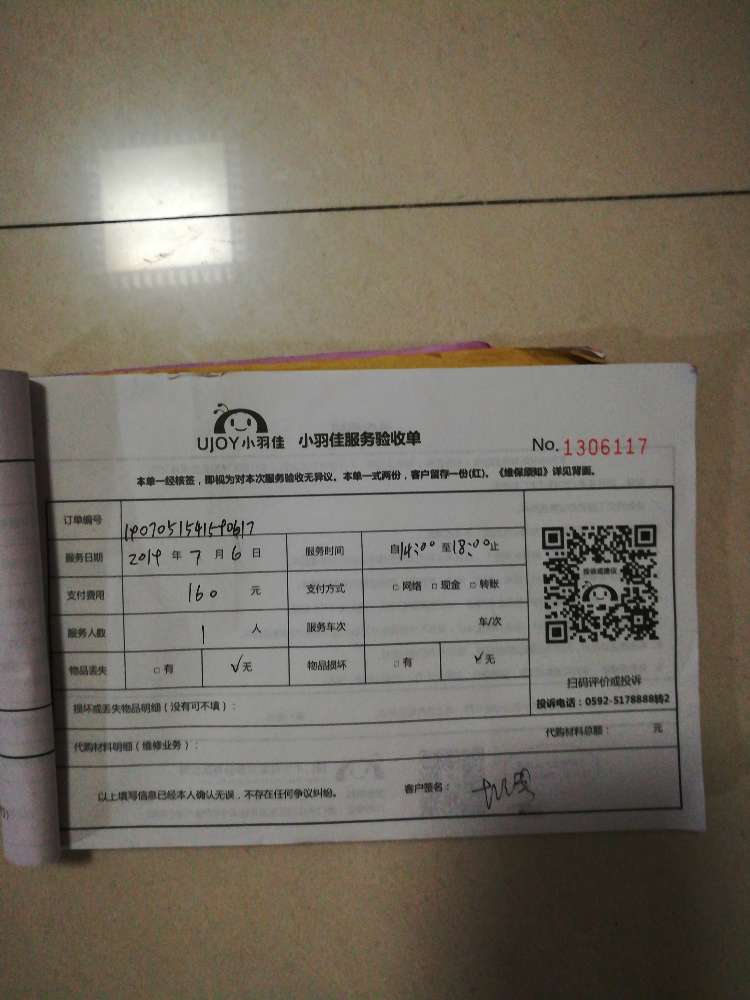 UJOY小羽佳 小羽佳服务验收单 No. 1306117
本单一经核签，即视为对本次服务验收无异议。本单一式两份，客户留存一份(红)。《维保须知》详见背面。
订单编号 1907051541590617
服务日期 2019 年 7 月 6 日 服务时间 自14:00至18:00止
支付费用 160 元 支付方式 □ 网络 □ 现金 □ 转账
服务人数 1 人 服务车次 车/次
物品丢失 □ 有 √无 物品损坏 □ 有 √无
扫码评价或投诉
投诉电话：0592-5178888转2
损坏或丢失物品明细（没有可不填）：
代购材料明细（维修业务）： 代购材料总额： 元
以上填写信息已经本人确认无误，不存在任何争议纠纷。 客户签名：